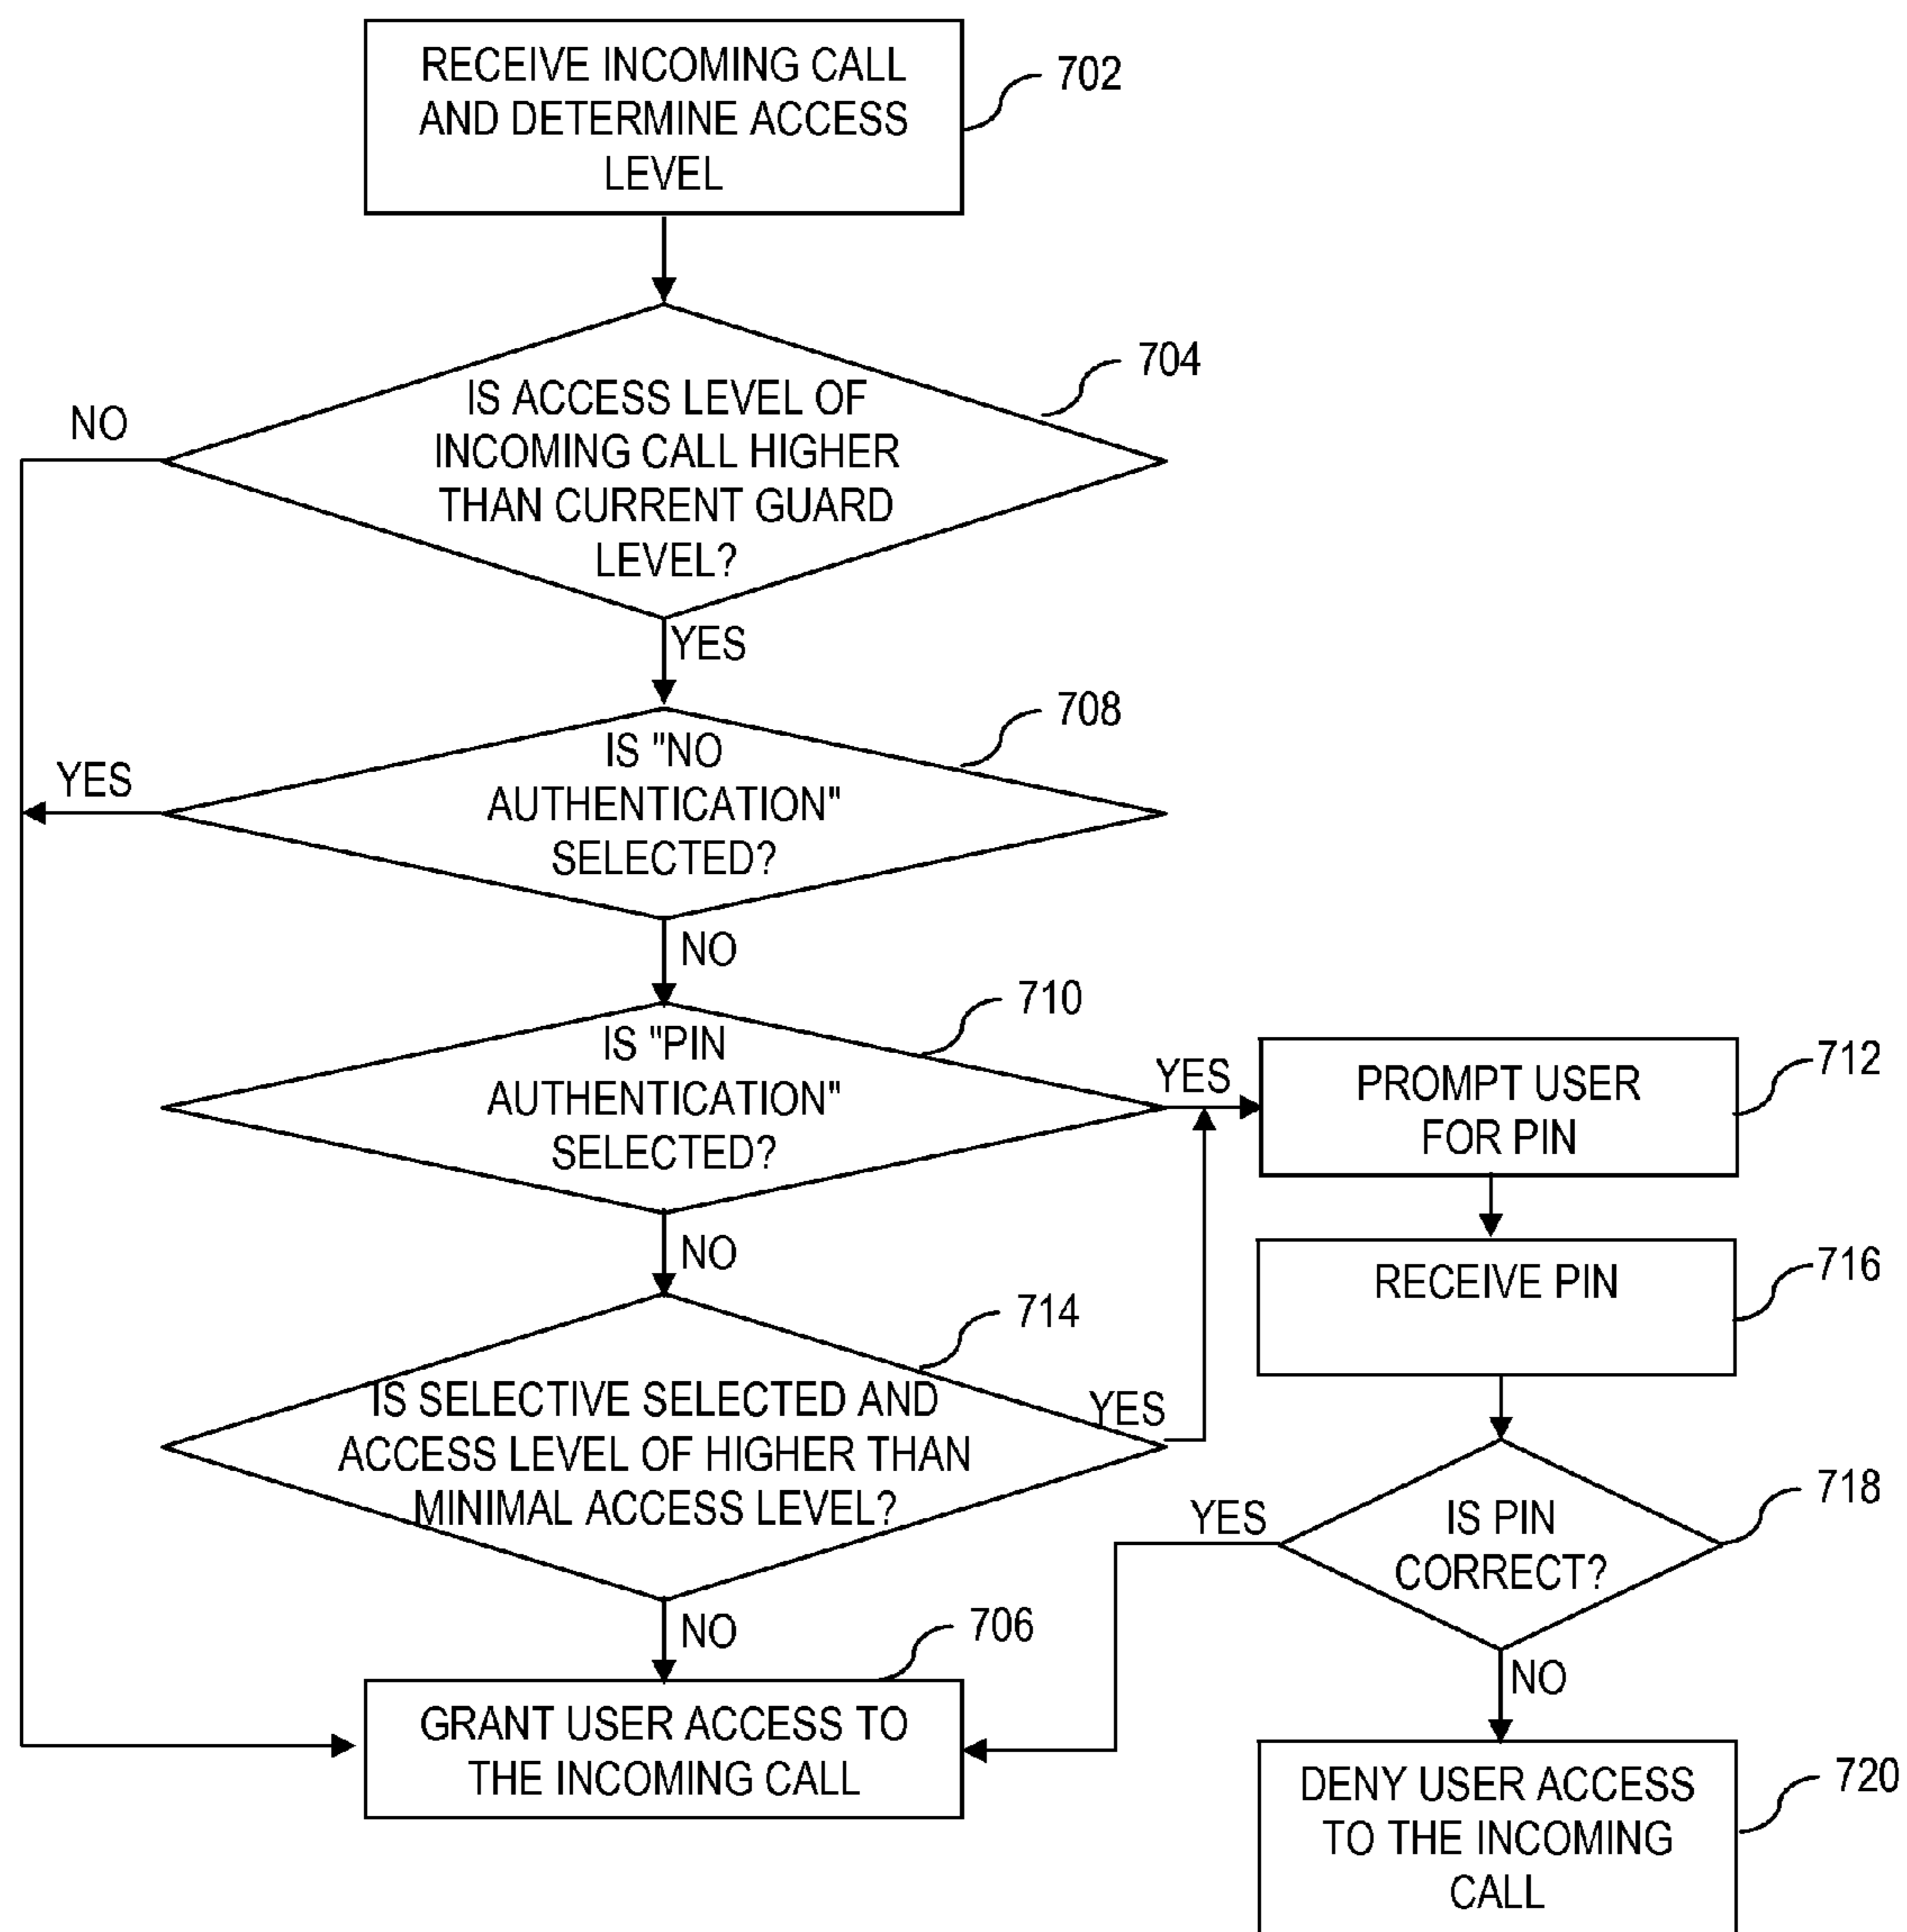 RECEIVE INCOMING CALL
AND DETERMINE ACCESS
LEVEL
702
IS ACCESS LEVEL OF
INCOMING CALL HIGHER
THAN CURRENT GUARD
LEVEL?
704
NO
YES
IS "NO
AUTHENTICATION"
SELECTED?
708
YES
NO
IS "PIN
AUTHENTICATION"
SELECTED?
710
YES
NO
PROMPT USER
FOR PIN
712
RECEIVE PIN
716
IS SELECTIVE SELECTED AND
ACCESS LEVEL OF HIGHER THAN
MINIMAL ACCESS LEVEL?
714
YES
NO
IS PIN
CORRECT?
718
YES
NO
GRANT USER ACCESS TO
THE INCOMING CALL
706
DENY USER ACCESS
TO THE INCOMING
CALL
720